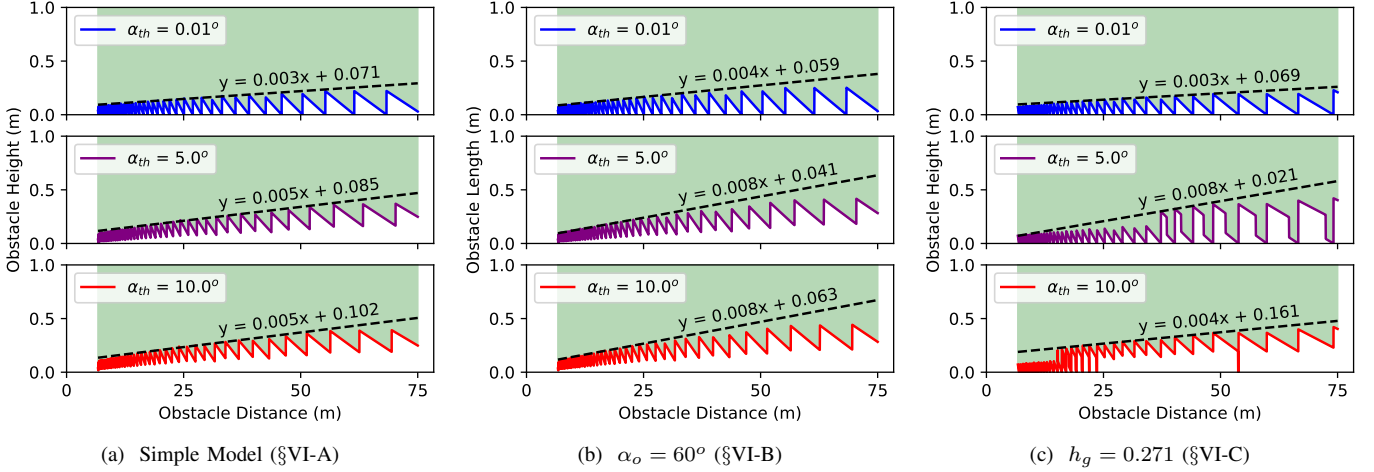 Obstacle Height (m)
1.0
0.5
0.0
α_th = 0.01°
y = 0.003x + 0.071
1.0
0.5
0.0
α_th = 5.0°
y = 0.005x + 0.085
1.0
0.5
0.0
α_th = 10.0°
y = 0.005x + 0.102
0 25 50 75
Obstacle Distance (m)
(a) Simple Model (§VI-A)
Obstacle Length (m)
1.0
0.5
0.0
α_th = 0.01°
y = 0.004x + 0.059
1.0
0.5
0.0
α_th = 5.0°
y = 0.008x + 0.041
1.0
0.5
0.0
α_th = 10.0°
y = 0.008x + 0.063
0 25 50 75
Obstacle Distance (m)
(b) α_o = 60° (§VI-B)
Obstacle Height (m)
1.0
0.5
0.0
α_th = 0.01°
y = 0.003x + 0.069
1.0
0.5
0.0
α_th = 5.0°
y = 0.008x + 0.021
1.0
0.5
0.0
α_th = 10.0°
y = 0.004x + 0.161
0 25 50 75
Obstacle Distance (m)
(c) h_g = 0.271 (§VI-C)